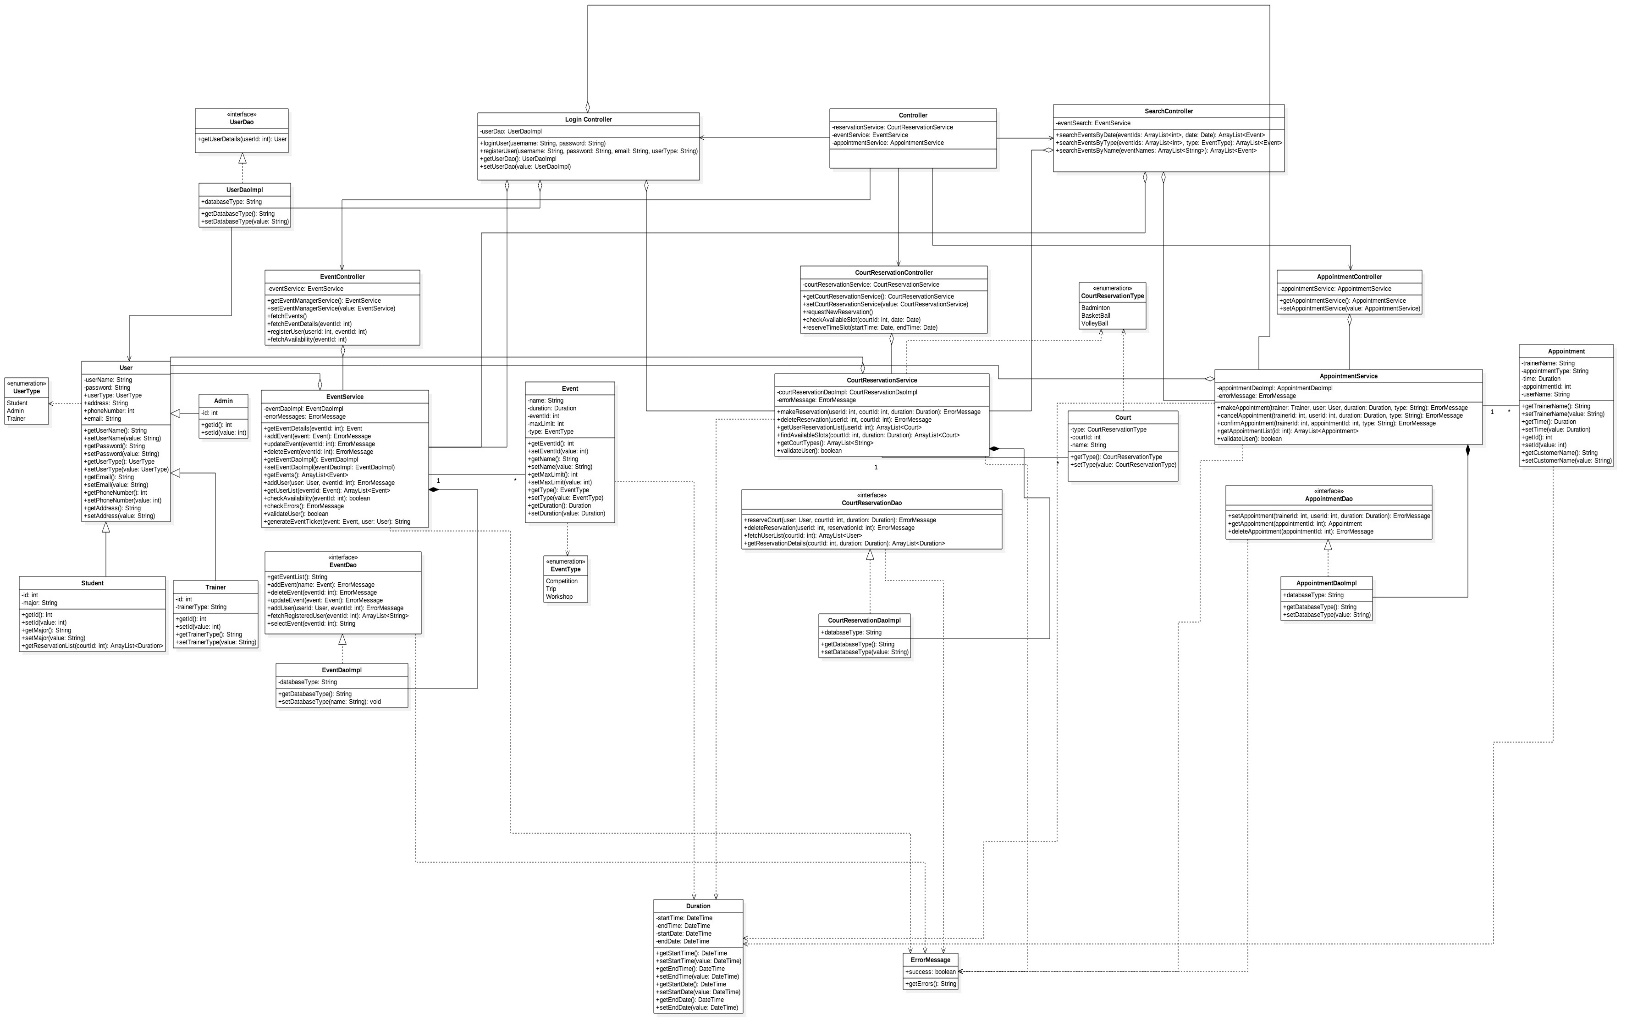 «interface»
UserDao
+getUserDetails(userId: int): User
UserDaoImpl
+databaseType: String
+getDatabaseType(): String
+setDatabaseType(value: String)
Login Controller
-userDao: UserDaoImpl
+loginUser(username: String, password: String)
+registerUser(username: String, password: String, email: String, userType: String)
+getUserDao(): UserDaoImpl
+setUserDao(value: UserDaoImpl)
Controller
-reservationService: CourtReservationService
-eventService: EventService
-appointmentService: AppointmentService
SearchController
-eventSearch: EventService
+searchEventsByDate(eventIds: ArrayList<int>, date: Date): ArrayList<Event>
+searchEventsByType(eventIds: ArrayList<int>, type: EventType): ArrayList<Event>
+searchEventsByName(eventNames: ArrayList<String>): ArrayList<Event>
EventController
-eventService: EventService
+getEventManagerService(): EventService
+setEventManagerService(value: EventService)
+fetchEvents()
+fetchEventDetails(eventId: int)
+registerUser(userId: int, eventId: int)
+fetchAvailability(eventId: int)
CourtReservationController
-courtReservationService: CourtReservationService
+getCourtReservationService(): CourtReservationService
+setCourtReservationService(value: CourtReservationService)
+requestNewReservation()
+checkAvailableSlot(courtId: int, date: Date)
+reserveTimeSlot(startTime: Date, endTime: Date)
«enumeration»
CourtReservationType
Badminton
BasketBall
VolleyBall
AppointmentController
-appointmentService: AppointmentService
+getAppointmentService(): AppointmentService
+setAppointmentService(value: AppointmentService)
«enumeration»
UserType
Student
Admin
Trainer
User
-userName: String
-password: String
+userType: UserType
+address: String
+phoneNumber: int
+email: String
+getUserName(): String
+setUserName(value: String)
+getPassword(): String
+setPassword(value: String)
+getUserType(): UserType
+setUserType(value: UserType)
+getEmail(): String
+setEmail(value: String)
+getPhoneNumber(): int
+setPhoneNumber(value: int)
+getAddress(): String
+setAddress(value: String)
Admin
-id: int
+getId(): int
+setId(value: int)
EventService
-eventDaoImpl: EventDaoImpl
-errorMessages: ErrorMessage
+getEventDetails(eventId: int): Event
+addEvent(event: Event): ErrorMessage
+updateEvent(eventId: int): ErrorMessage
+deleteEvent(eventId: int): ErrorMessage
+getEventDaoImpl(): EventDaoImpl
+setEventDaoImpl(eventDaoImpl: EventDaoImpl)
+getEvents(): ArrayList<Event>
+addUser(user: User, eventId: int): ErrorMessage
+getUserList(eventId: Event): ArrayList<Event>
+checkAvailability(eventId: int): boolean
+checkErrors(): ErrorMessage
+validateUser(): boolean
+generateEventTicket(event: Event, user: User): String
1
*
Event
-name: String
-duration: Duration
-eventId: int
-maxLimit: int
-type: EventType
+getEventId(): int
+setEventId(value: int)
+getName(): String
+setName(value: String)
+getMaxLimit(): int
+setMaxLimit(value: int)
+getType(): EventType
+setType(value: EventType)
+getDuration(): Duration
+setDuration(value: Duration)
CourtReservationService
-courtReservationDaoImpl: CourtReservationDaoImpl
-errorMessage: ErrorMessage
+makeReservation(userId: int, courtId: int, duration: Duration): ErrorMessage
+deleteReservation(userId: int, courtId: int): ErrorMessage
+getUserReservationList(userId: int): ArrayList<Court>
+findAvailableSlots(courtId: int, duration: Duration): ArrayList<Court>
+getCourtTypes(): ArrayList<String>
+validateUser(): boolean
1
*
Court
-type: CourtReservationType
-courtId: int
-name: String
+getType(): CourtReservationType
+setType(value: CourtReservationType)
AppointmentService
-appointmentDaoImpl: AppointmentDaoImpl
-errorMessage: ErrorMessage
+makeAppointment(trainer: Trainer, user: User, duration: Duration, type: String): ErrorMessage
+cancelAppointment(trainerId: int, userId: int, duration: Duration, type: String): ErrorMessage
+confirmAppointment(trainerId: int, appointmentId: int, type: String): ErrorMessage
+getAppointmentList(id: int): ArrayList<Appointment>
+validateUser(): boolean
1
*
Appointment
-trainerName: String
-appointmentType: String
-time: Duration
-appointmentId: int
-userName: String
+getTrainerName(): String
+setTrainerName(value: String)
+getTime(): Duration
+setTime(value: Duration)
+getId(): int
+setId(value: int)
+getCustomerName(): String
+setCustomerName(value: String)
«interface»
CourtReservationDao
+reserveCourt(user: User, courtId: int, duration: Duration): ErrorMessage
+deleteReservation(userId: int, reservationId: int): ErrorMessage
+fetchUserList(courtId: int): ArrayList<User>
+getReservationDetails(courtId: int, duration: Duration): ArrayList<Duration>
«interface»
AppointmentDao
+setAppointment(trainerId: int, userId: int, duration: Duration): ErrorMessage
+getAppointment(appointmentId: int): Appointment
+deleteAppointment(appointmentId: int): ErrorMessage
Student
-id: int
-major: String
+getId(): int
+setId(value: int)
+getMajor(): String
+setMajor(value: String)
+getReservationList(courtId: int): ArrayList<Duration>
Trainer
-id: int
-trainerType: String
+getId(): int
+setId(value: int)
+getTrainerType(): String
+setTrainerType(value: String)
«interface»
EventDao
+getEventList(): String
+addEvent(name: Event): ErrorMessage
+deleteEvent(eventId: int): ErrorMessage
+updateEvent(event: Event): ErrorMessage
+addUser(userId: User, eventId: int): ErrorMessage
+fetchRegisteredUser(eventId: int): ArrayList<String>
+selectEvent(eventId: int): String
«enumeration»
EventType
Competition
Trip
Workshop
AppointmentDaoImpl
+databaseType: String
+getDatabaseType(): String
+setDatabaseType(value: String)
CourtReservationDaoImpl
+databaseType: String
+getDatabaseType(): String
+setDatabaseType(value: String)
EventDaoImpl
-databaseType: String
+getDatabaseType(): String
+setDatabaseType(name: String): void
Duration
-startTime: DateTime
-endTime: DateTime
-startDate: DateTime
-endDate: DateTime
+getStartTime(): DateTime
+setStartTime(value: DateTime)
+getEndTime(): DateTime
+setEndTime(value: DateTime)
+getStartDate(): DateTime
+setStartDate(value: DateTime)
+getEndDate(): DateTime
+setEndDate(value: DateTime)
ErrorMessage
+success: boolean
+getErrors(): String